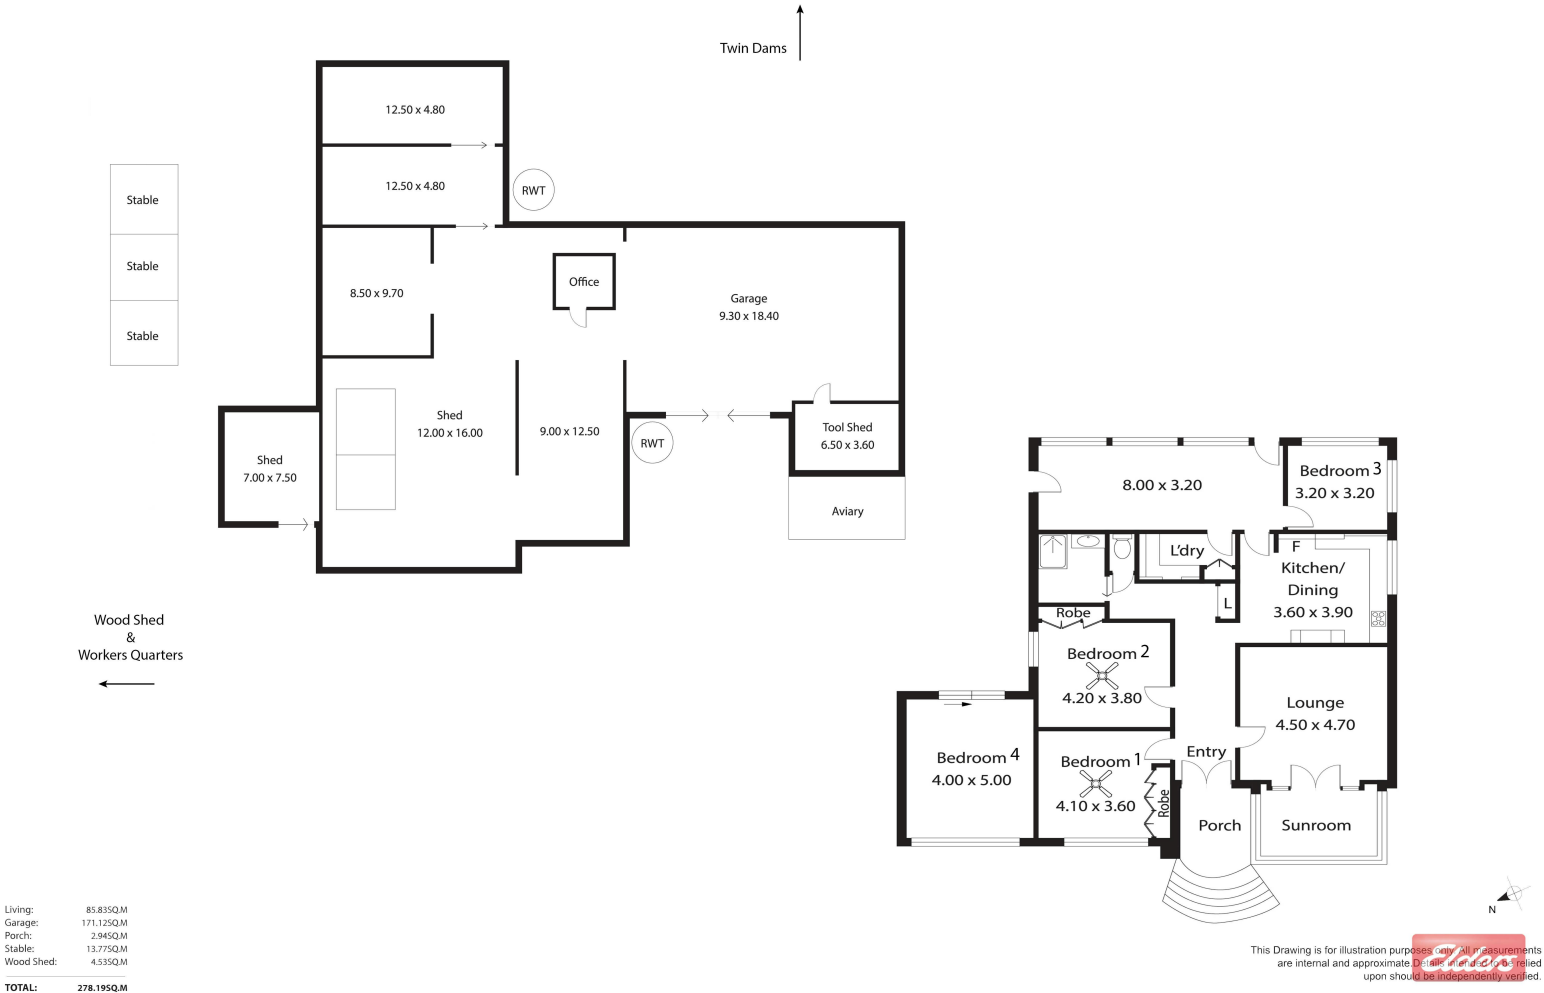 Twin Dams
12.50 x 4.80
12.50 x 4.80
RWT
Stable
Stable
Stable
8.50 x 9.70
Office
Garage
9.30 x 18.40
Shed
12.00 x 16.00
9.00 x 12.50
RWT
Tool Shed
6.50 x 3.60
Shed
7.00 x 7.50
Aviary
Wood Shed
&
Workers Quarters
8.00 x 3.20
Bedroom 3
3.20 x 3.20
L'dry
F
Kitchen/
Dining
3.60 x 3.90
L
Robe
Bedroom 2
4.20 x 3.80
Lounge
4.50 x 4.70
Entry
Bedroom 4
4.00 x 5.00
Bedroom 1
4.10 x 3.60
Robe
Porch
Sunroom
N
Living: 85.83SQ.M
Garage: 171.12SQ.M
Porch: 2.94SQ.M
Stable: 13.77SQ.M
Wood Shed: 4.53SQ.M
TOTAL: 278.19SQ.M
This Drawing is for illustration purposes only. All measurements
are internal and approximate. Details intended to be relied
upon should be independently verified.
Elders